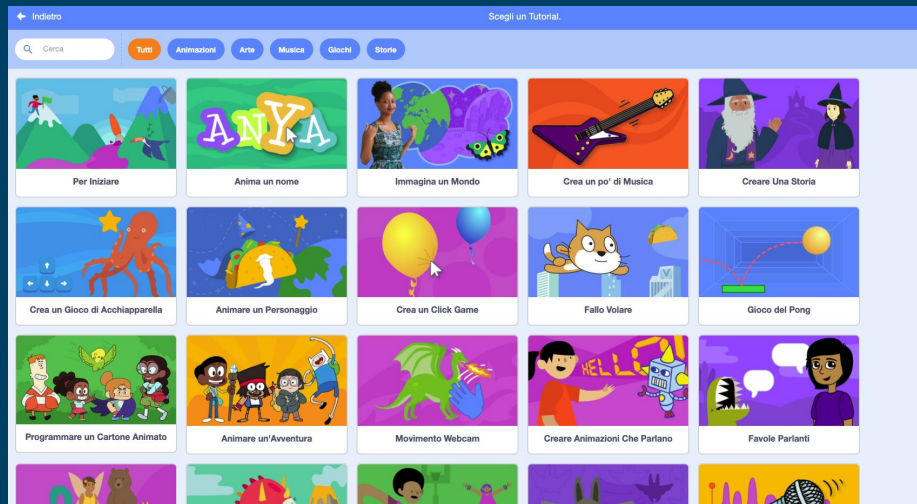 Indietro
Scegli un Tutorial.
Cerca
Tutti
Animazioni
Arte
Musica
Giochi
Storie
ANYA
Per Iniziare
Anima un nome
Immagina un Mondo
Crea un po' di Musica
Creare Una Storia
Crea un Gioco di Acchiapparella
Animare un Personaggio
Crea un Click Game
Fallo Volare
Gioco del Pong
HELLO!
Programmare un Cartone Animato
Animare un'Avventura
Movimento Webcam
Creare Animazioni Che Parlano
Favole Parlanti